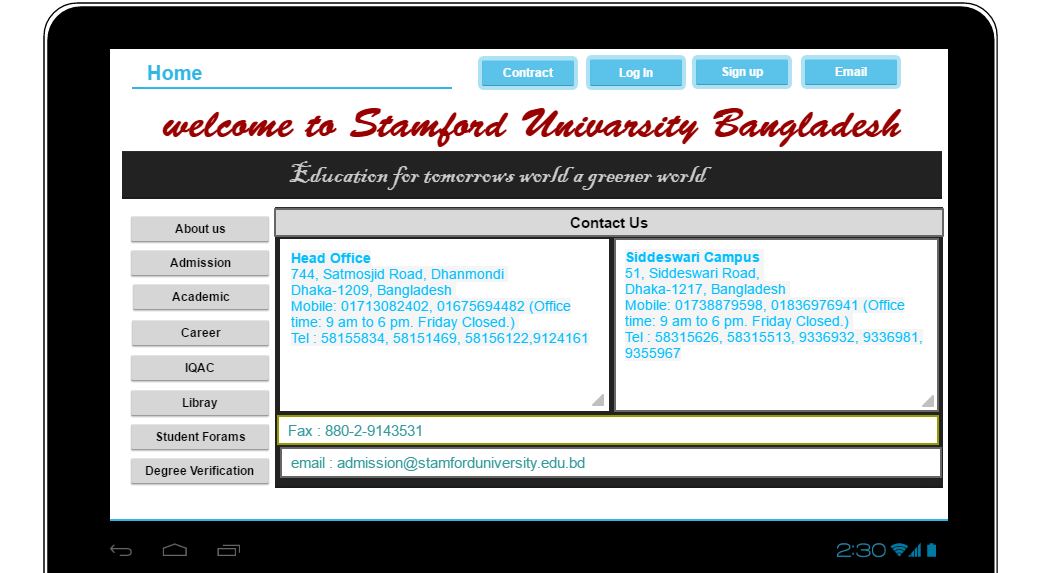 Home
Contract
Log In
Sign up
Email
welcome to Stamford Univarsity Bangladesh
Education for tomorrows world a greener world
About us
Admission
Academic
Career
IQAC
Libray
Student Forams
Degree Verification
Contact Us
Head Office
744, Satmosjid Road, Dhanmondi
Dhaka-1209, Bangladesh
Mobile: 01713082402, 01675694482 (Office
time: 9 am to 6 pm. Friday Closed.)
Tel : 58155834, 58151469, 58156122,9124161
Siddeswari Campus
51, Siddeswari Road,
Dhaka-1217, Bangladesh
Mobile: 01738879598, 01836976941 (Office
time: 9 am to 6 pm. Friday Closed.)
Tel : 58315626, 58315513, 9336932, 9336981,
9355967
Fax : 880-2-9143531
email : admission@stamforduniversity.edu.bd
2:30